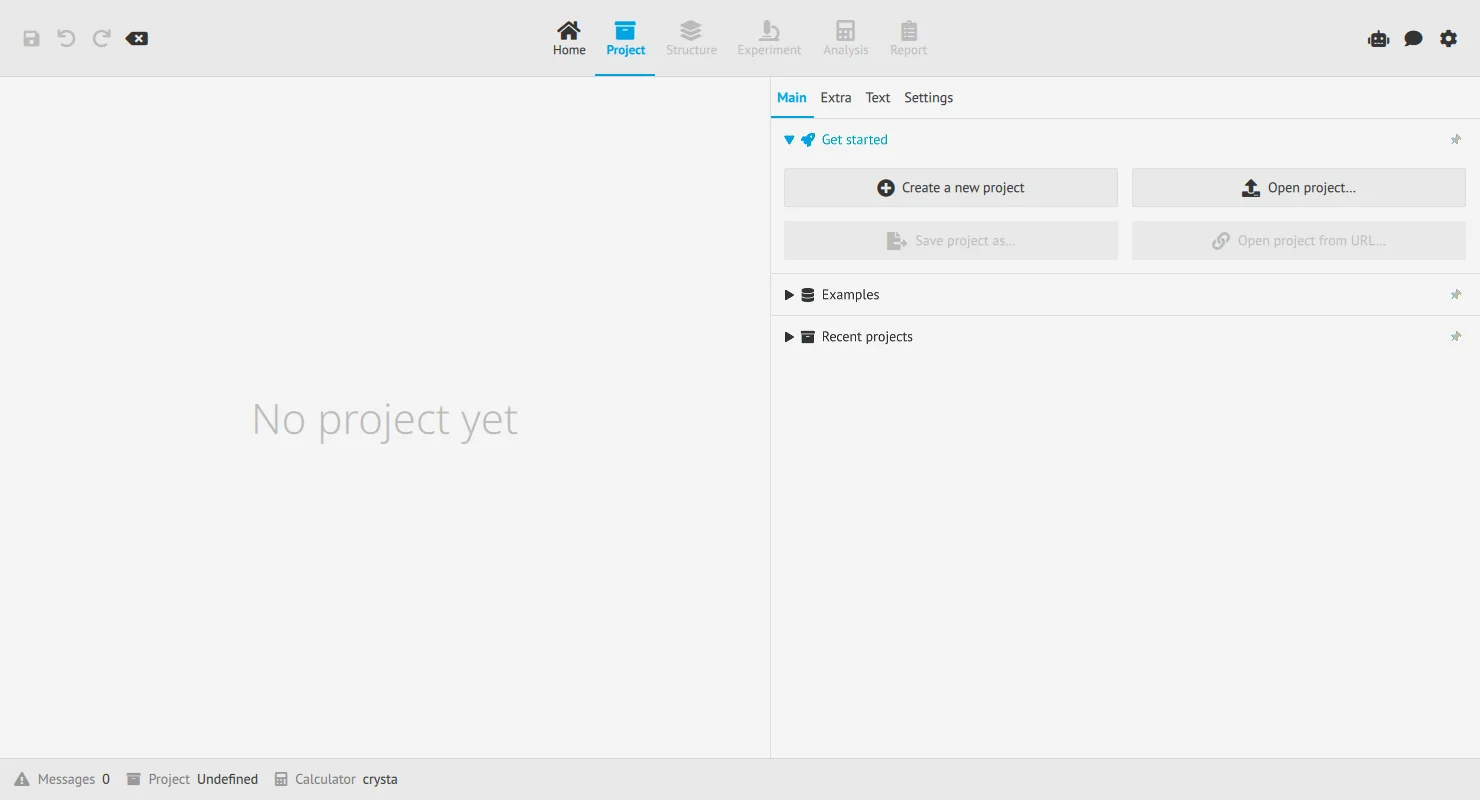 Home Project Structure Experiment Analysis Report
Main Extra Text Settings
Get started
Create a new project Open project...
Save project as... Open project from URL...
Examples
Recent projects
No project yet
Messages 0 Project Undefined Calculator crysta